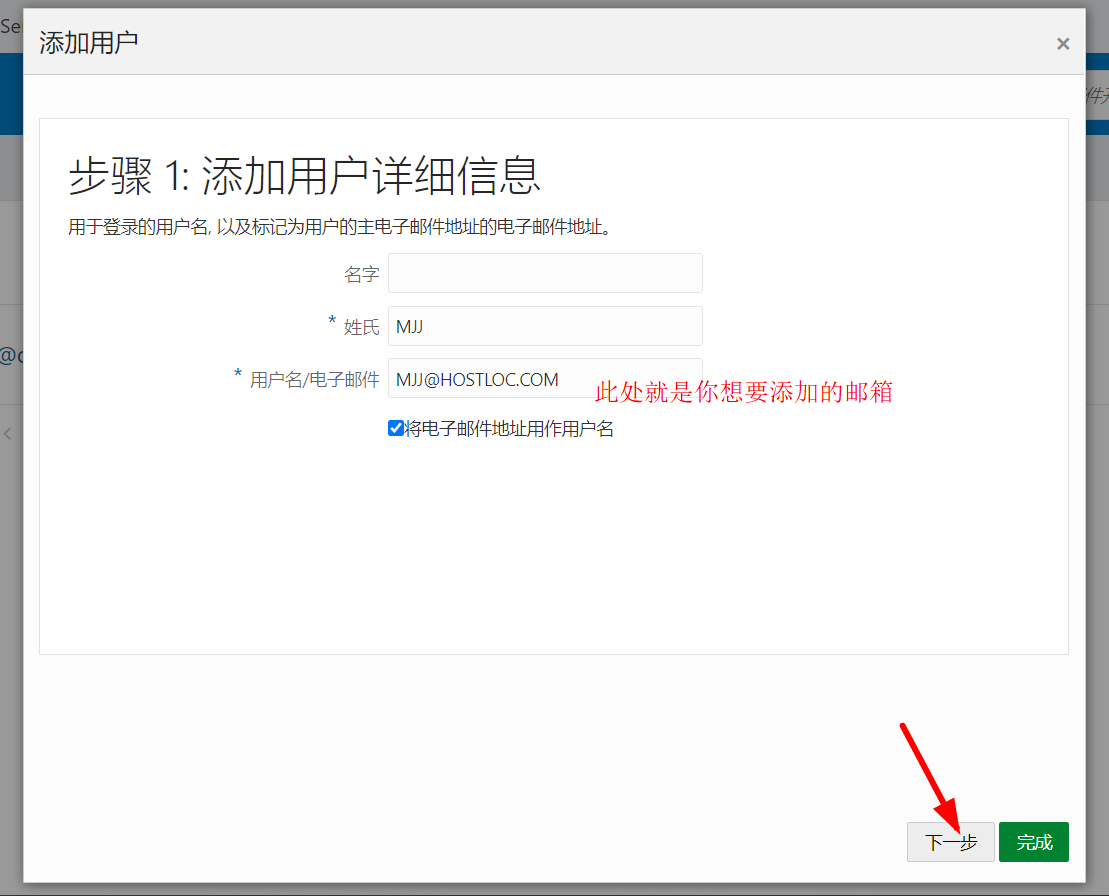 Se
添加用户
×
件
步骤 1: 添加用户详细信息
用于登录的用户名, 以及标记为用户的主电子邮件地址的电子邮件地址。
名字
* 姓氏 MJJ
* 用户名/电子邮件 MJJ@HOSTLOC.COM
此处就是你想要添加的邮箱
将电子邮件地址用作用户名
@c
下一步 完成